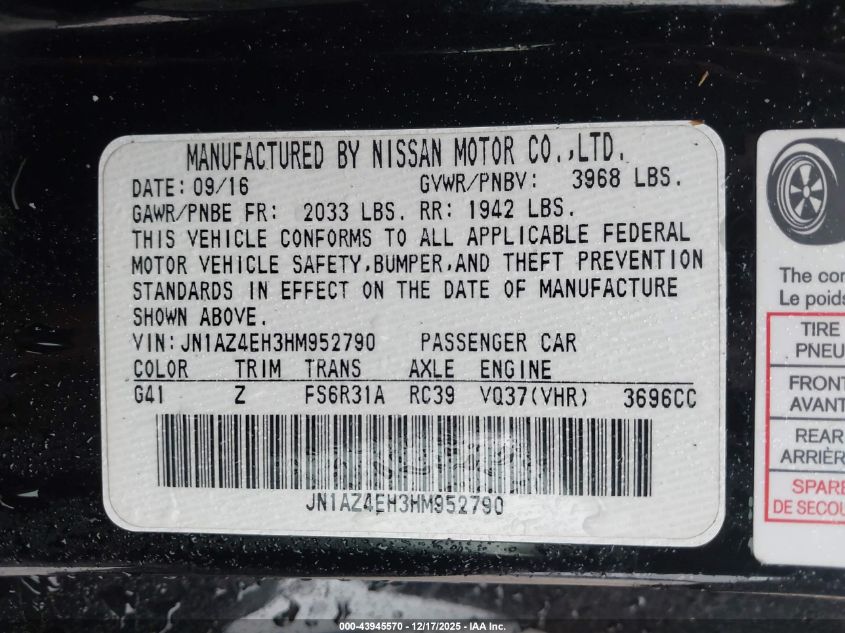 MANUFACTURED BY NISSAN MOTOR CO.,LTD.
DATE: 09/16 GVWR/PNBV: 3968 LBS.
GAWR/PNBE FR: 2033 LBS. RR: 1942 LBS.
THIS VEHICLE CONFORMS TO ALL APPLICABLE FEDERAL
MOTOR VEHICLE SAFETY,BUMPER,AND THEFT PREVENTION
STANDARDS IN EFFECT ON THE DATE OF MANUFACTURE
SHOWN ABOVE.
VIN: JN1AZ4EH3HM952790 PASSENGER CAR
COLOR TRIM TRANS AXLE ENGINE
G41 Z FS6R31A RC39 VQ37(VHR) 3696CC
JN1AZ4EH3HM952790
The
Le poids
TIRE
PNEU
FRONT
AVANT
REAR
ARRIÈR
SPARE
DE SECOU
000-43945570 | 12/17/2025 - IAA Inc.